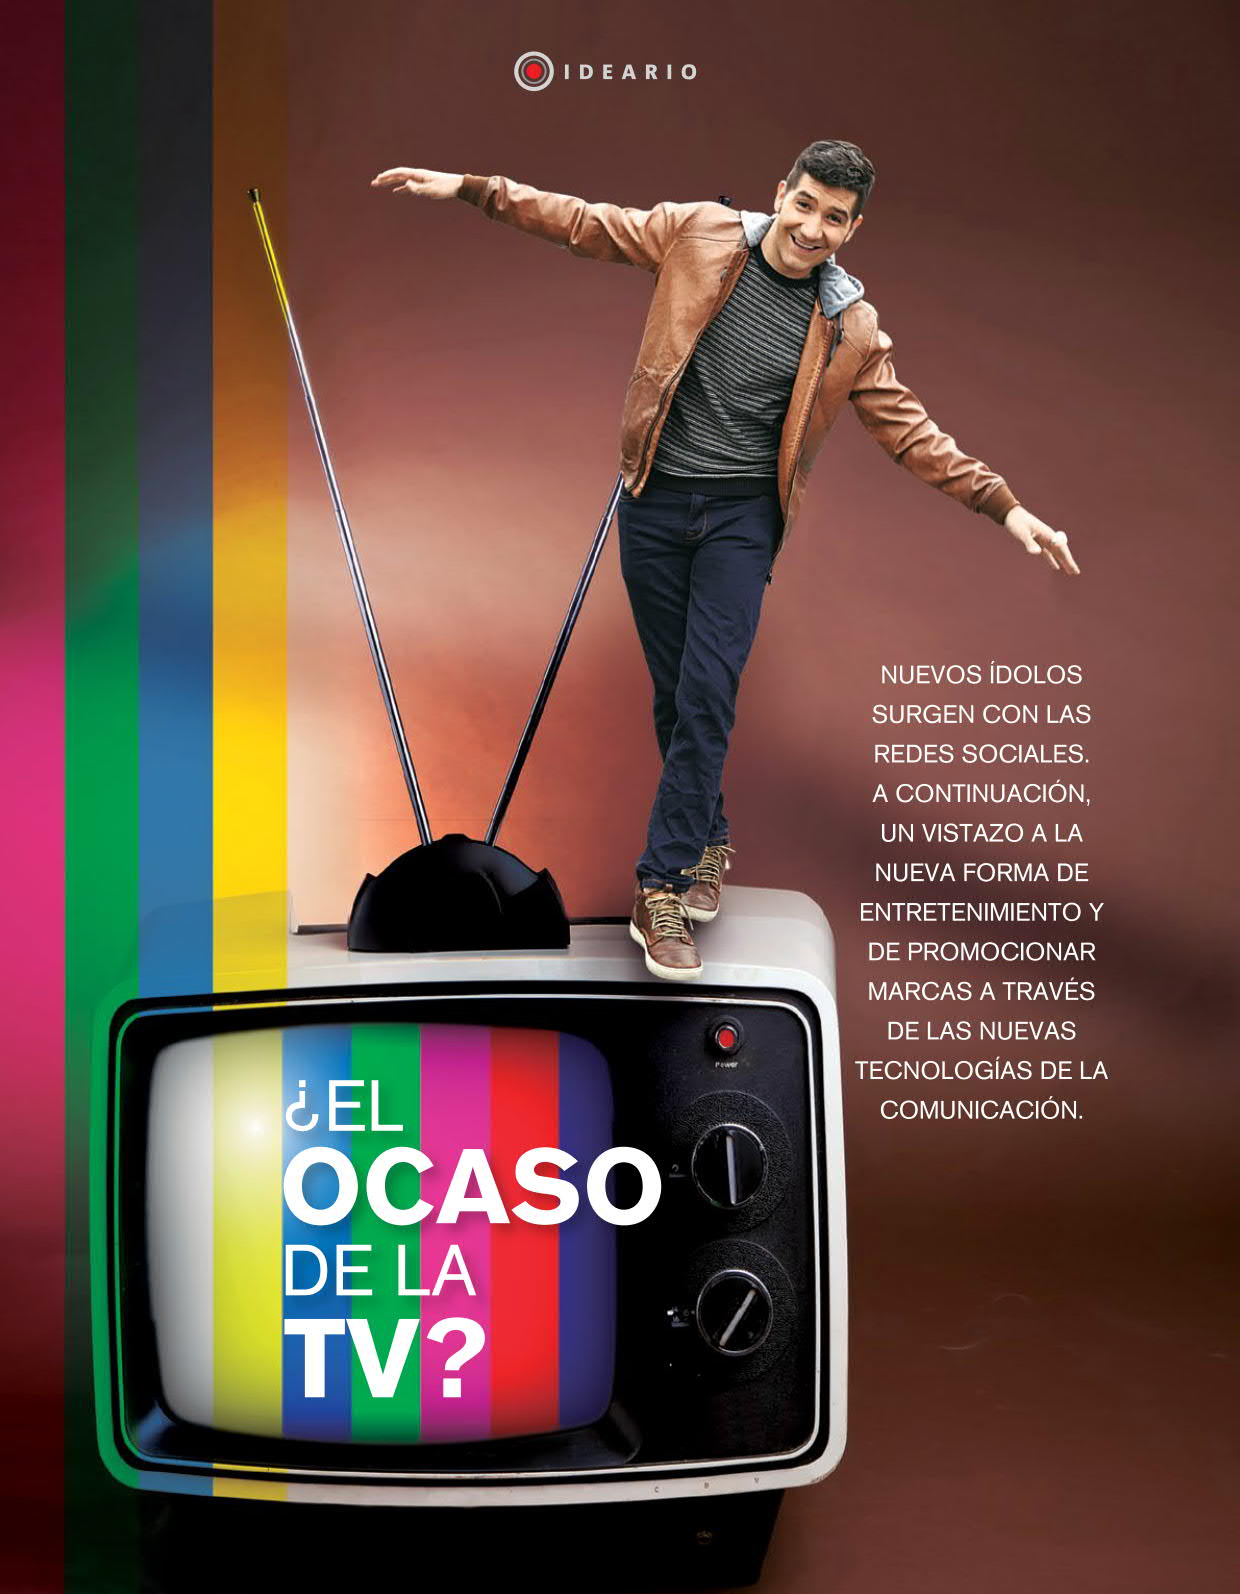 IDEARIO
NUEVOS ÍDOLOS
SURGEN CON LAS
REDES SOCIALES.
A CONTINUACIÓN,
UN VISTAZO A LA
NUEVA FORMA DE
ENTRETENIMIENTO Y
DE PROMOCIONAR
MARCAS A TRAVÉS
DE LAS NUEVAS
TECNOLOGÍAS DE LA
COMUNICACIÓN.
Power
¿EL
OCASO
DE LA
TV?
2
C B V